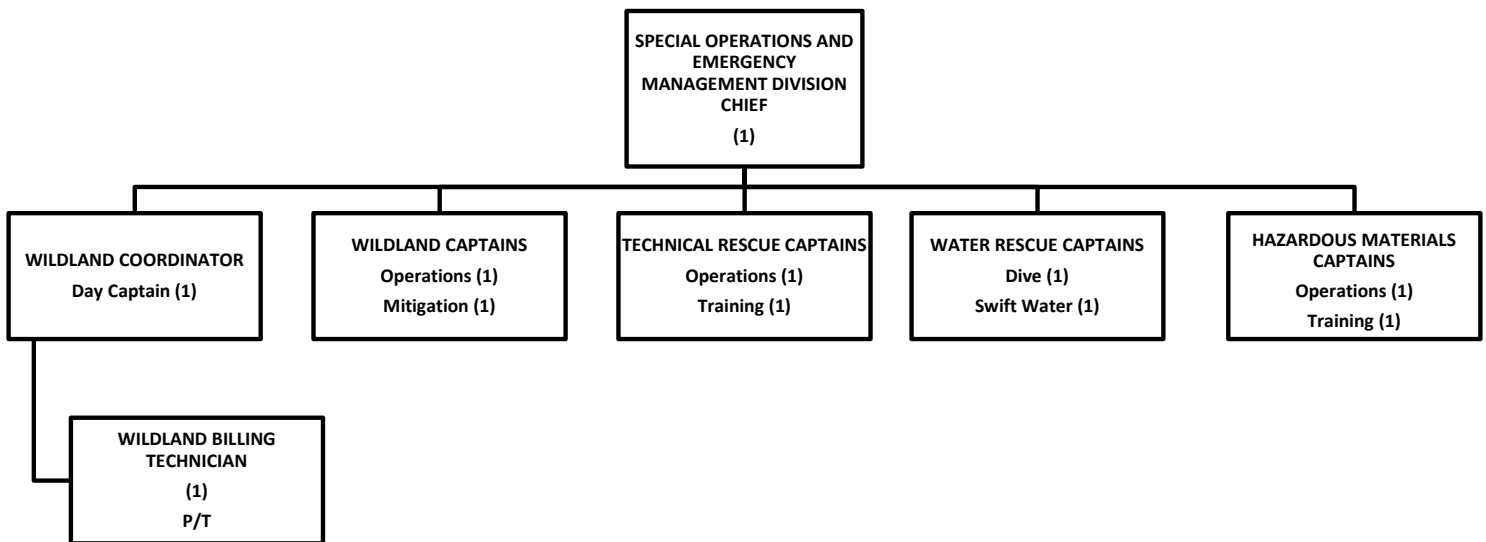 SPECIAL OPERATIONS AND
EMERGENCY
MANAGEMENT DIVISION
CHIEF
(1)
WILDLAND COORDINATOR
Day Captain (1)
WILDLAND CAPTAINS
Operations (1)
Mitigation (1)
TECHNICAL RESCUE CAPTAINS
Operations (1)
Training (1)
WATER RESCUE CAPTAINS
Dive (1)
Swift Water (1)
HAZARDOUS MATERIALS
CAPTAINS
Operations (1)
Training (1)
WILDLAND BILLING
TECHNICIAN
(1)
P/T